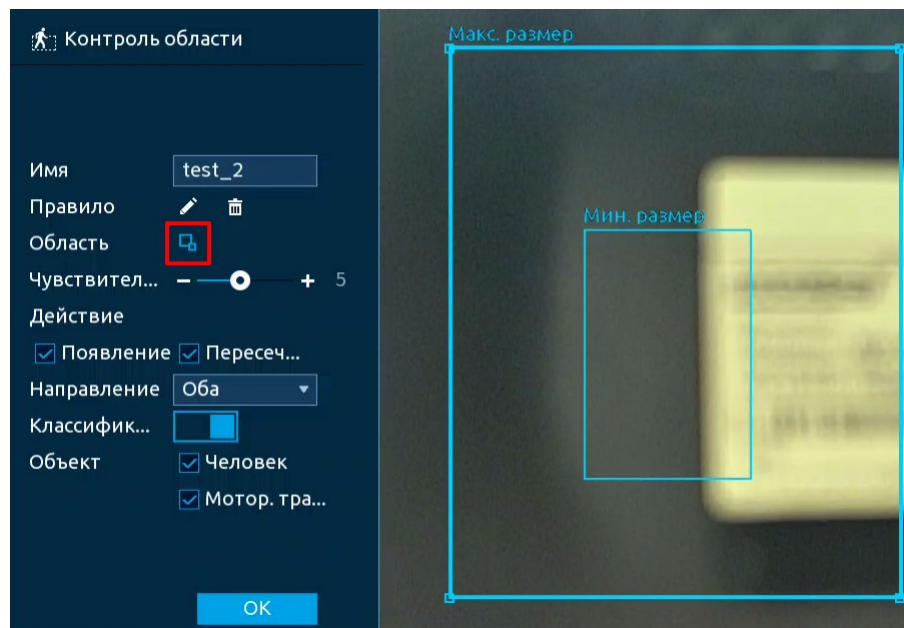 Контроль области
Макс. размер
Имя test_2
Правило
Мин. размер
Область
Чувствител... 5
Действие
Появление Пересеч...
Направление Оба
Классифик...
Объект Человек
Мотор. тра...
OK